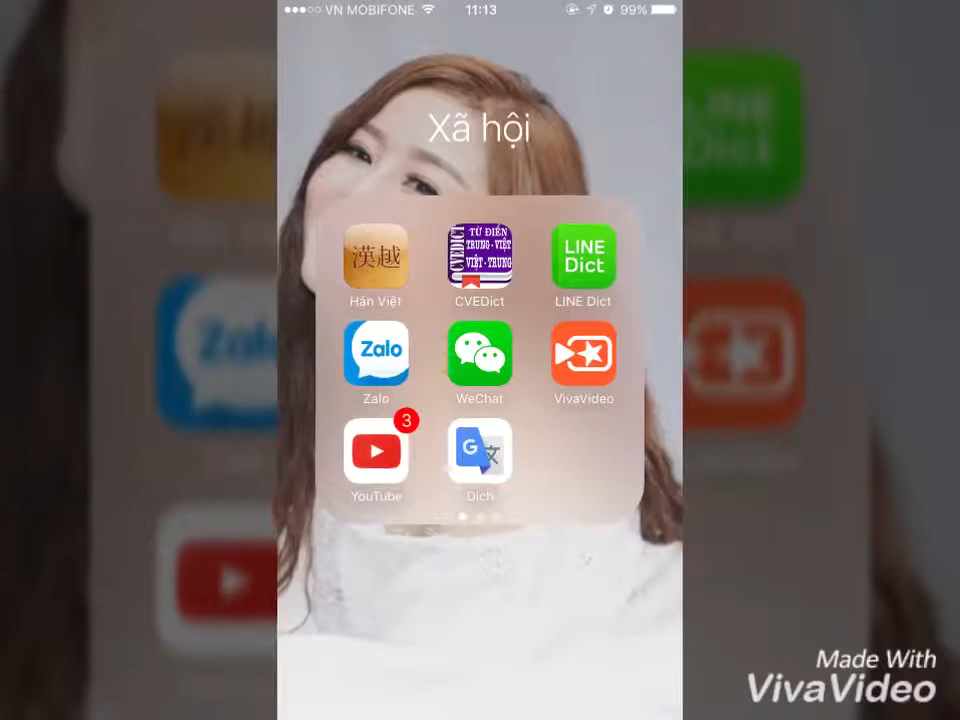 VN MOBIFONE 11:13 99%
Xã hội
漢越
CVEDICT
TỪ ĐIỂN
TRUNG - VIỆT
VIỆT - TRUNG
LINE
Dict
Hán Việt CVEDict LINE Dict
Zalo
Zalo WeChat VivaVideo
3
G 文
YouTube Dịch
Made With
VivaVideo